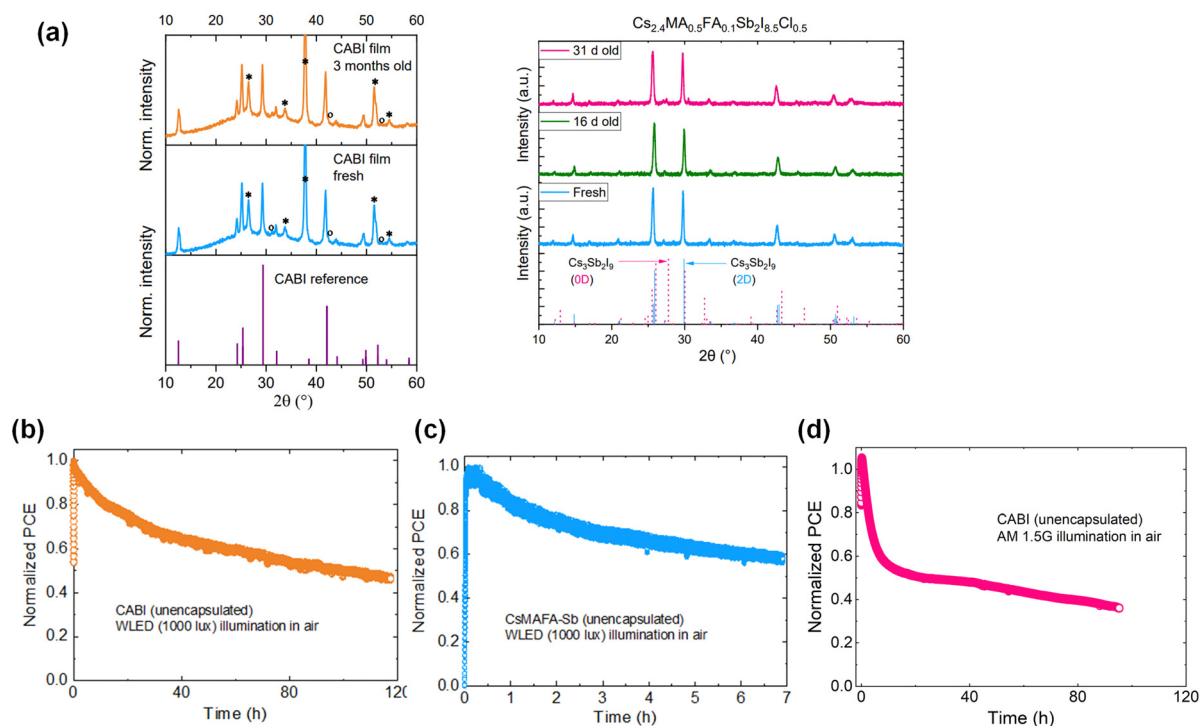 (a)
10 20 30 40 50 60
CABI film
3 months old
Norm. intensity
* * * o * *
CABI film
fresh
Norm. intensity
* o * * o * o *
CABI reference
Norm. intensity
10 20 30 40 50 60
2θ (°)
Cs2.4MA0.5FA0.1Sb2I8.5Cl0.5
31 d old
Intensity (a.u.)
16 d old
Intensity (a.u.)
Fresh
Intensity (a.u.)
Cs3Sb2I9
(0D)
Cs3Sb2I9
(2D)
10 20 30 40 50 60
2θ (°)
(b)
Normalized PCE
1.0
0.8
0.6
0.4
0.2
0.0
CABI (unencapsulated)
WLED (1000 lux) illumination in air
0 40 80 120
Time (h)
(c)
Normalized PCE
1.0
0.8
0.6
0.4
0.2
0.0
CsMAFA-Sb (unencapsulated)
WLED (1000 lux) illumination in air
0 1 2 3 4 5 6 7
Time (h)
(d)
Normalized PCE
1.0
0.8
0.6
0.4
0.2
0.0
CABI (unencapsulated)
AM 1.5G illumination in air
0 40 80 120
Time (h)